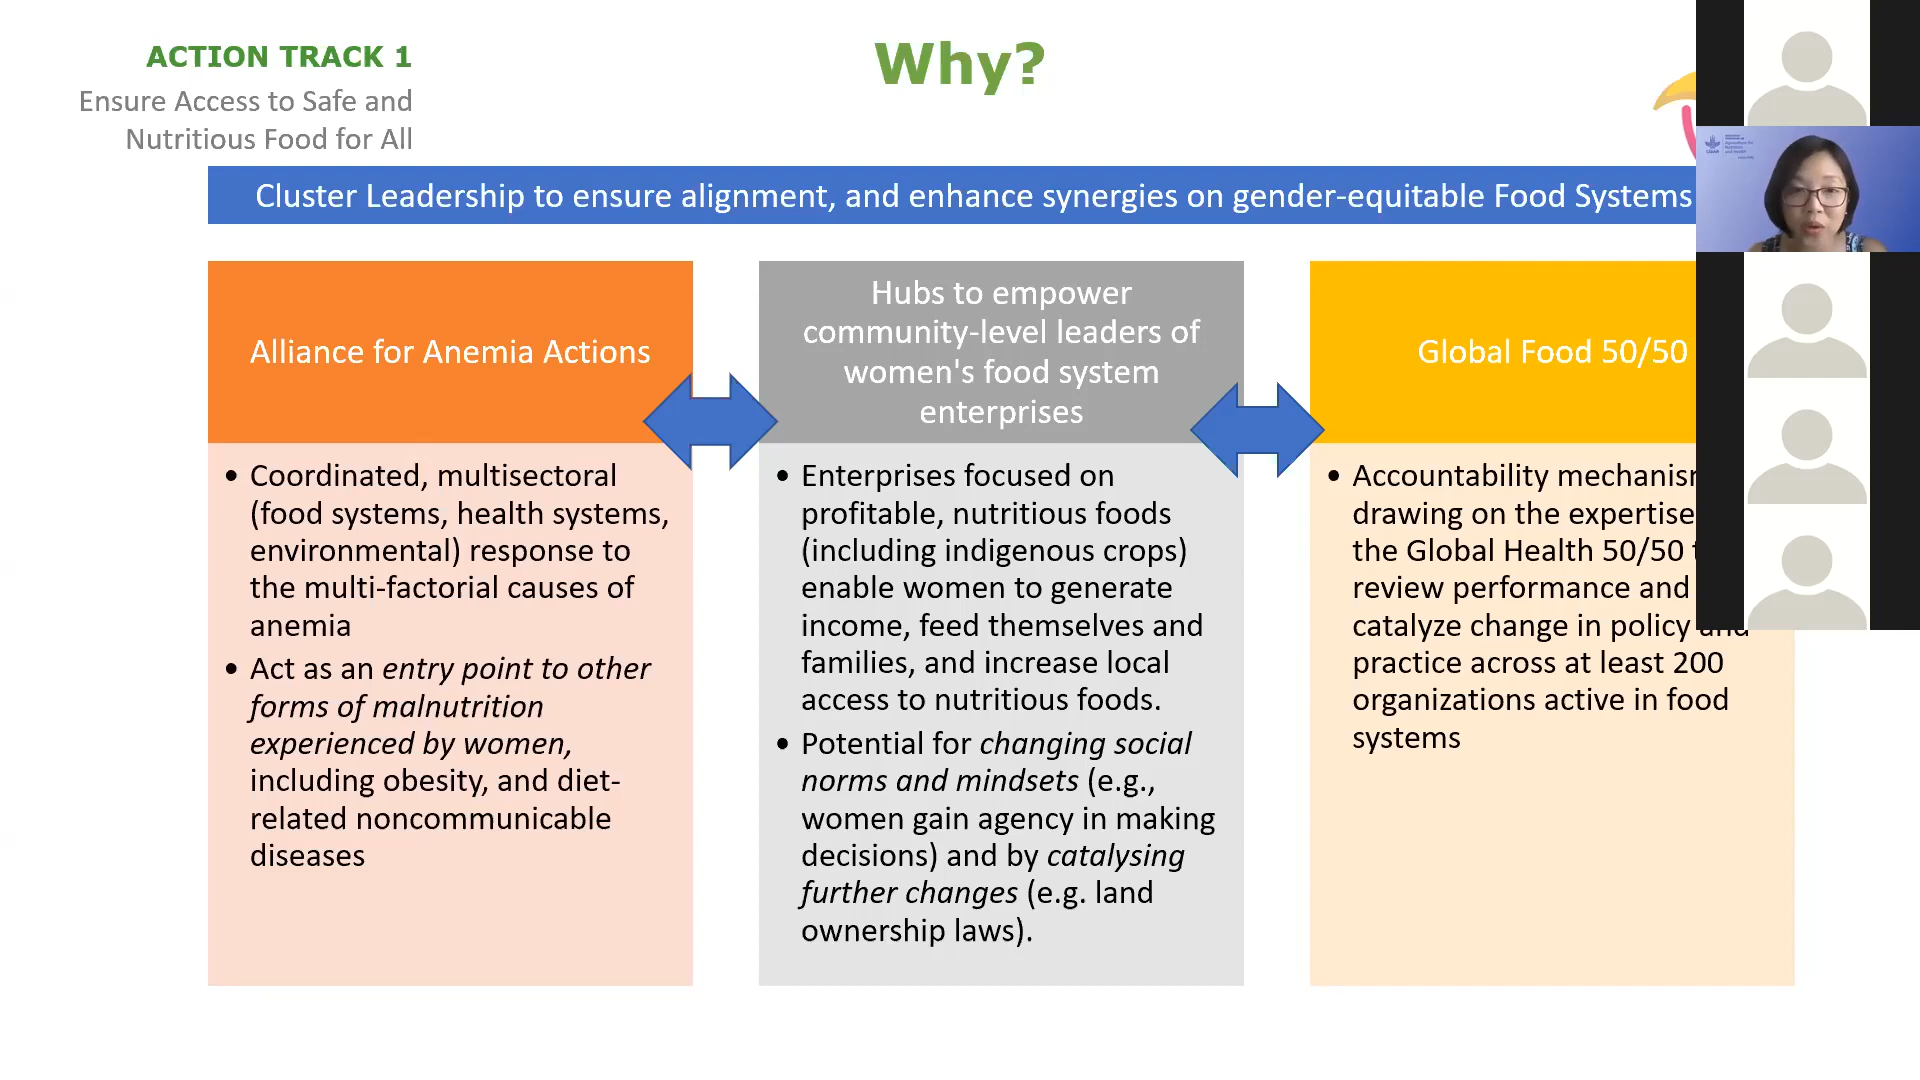 ACTION TRACK 1
Ensure Access to Safe and
Nutritious Food for All
Why?
Cluster Leadership to ensure alignment, and enhance synergies on gender-equitable Food Systems
Alliance for Anemia Actions
• Coordinated, multisectoral
(food systems, health systems,
environmental) response to
the multi-factorial causes of
anemia
• Act as an entry point to other
forms of malnutrition
experienced by women,
including obesity, and diet-
related noncommunicable
diseases
Hubs to empower
community-level leaders of
women's food system
enterprises
• Enterprises focused on
profitable, nutritious foods
(including indigenous crops)
enable women to generate
income, feed themselves and
families, and increase local
access to nutritious foods.
• Potential for changing social
norms and mindsets (e.g.,
women gain agency in making
decisions) and by catalysing
further changes (e.g. land
ownership laws).
Global Food 50/50
• Accountability mechanism
drawing on the expertise
the Global Health 50/50
review performance and
catalyze change in policy and
practice across at least 200
organizations active in food
systems